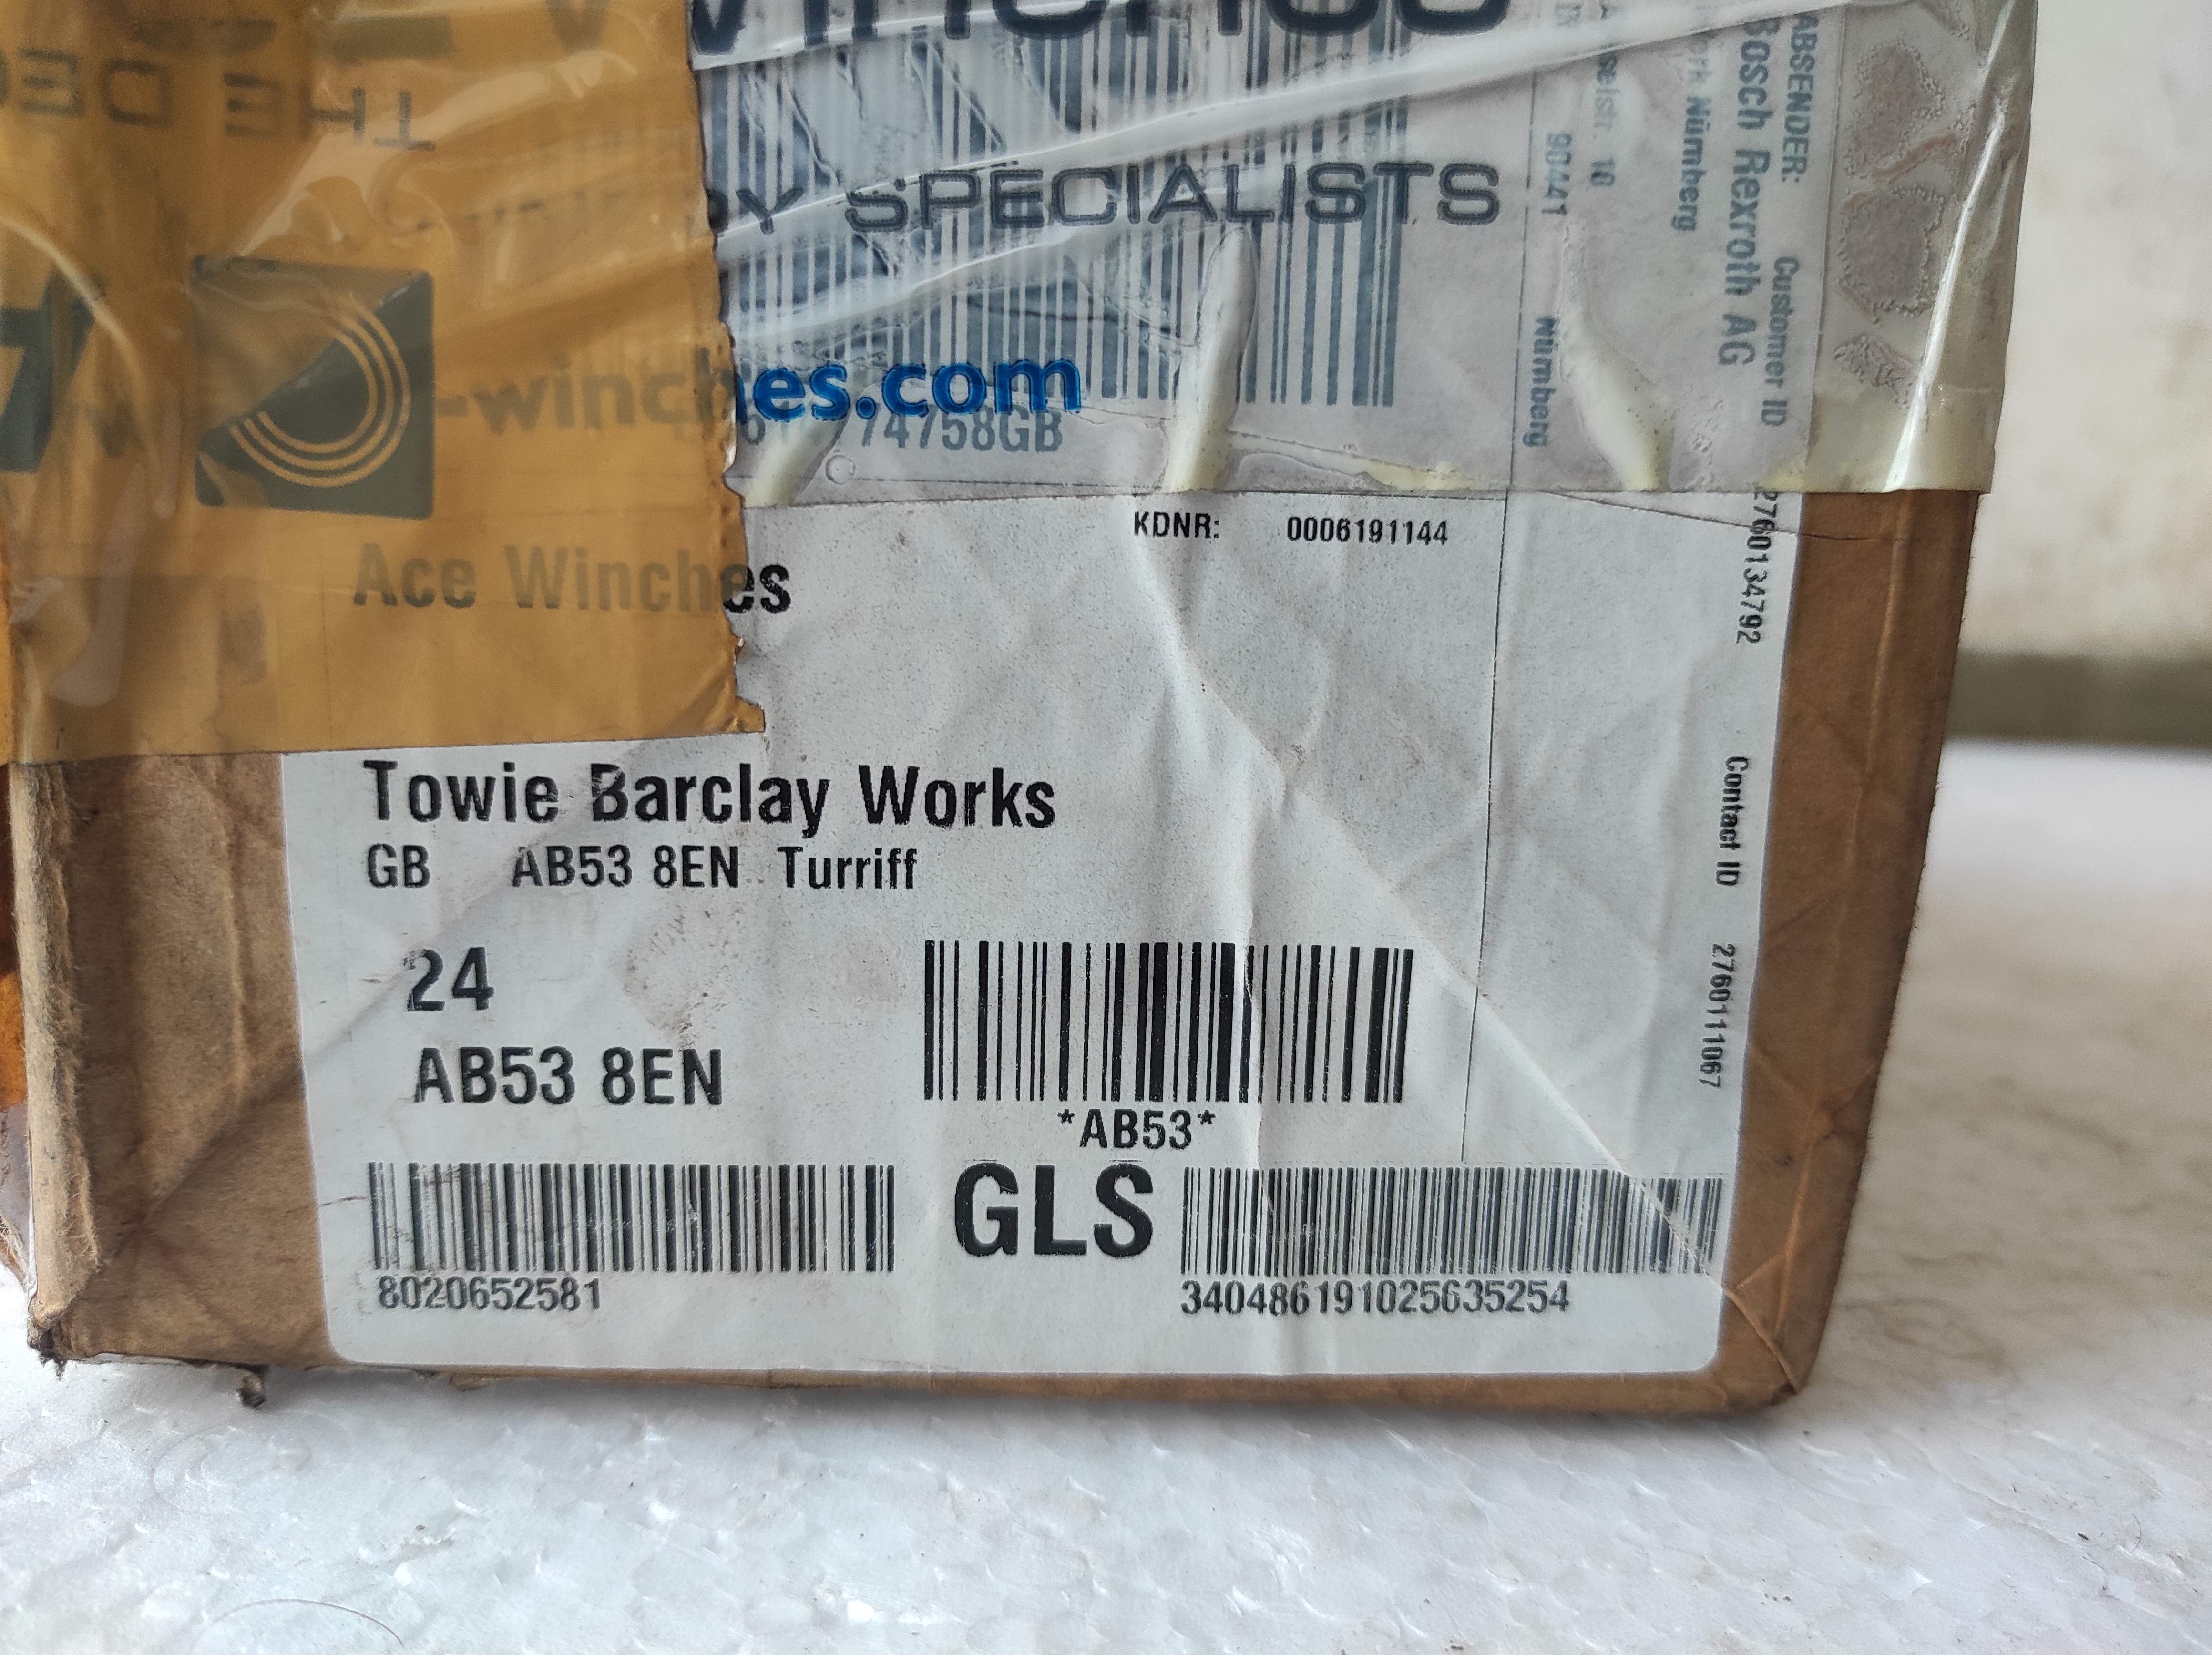 THE DE
SPECIALISTS
-winches.com
74758GB
KDNR: 0006191144
Ace Winches
Towie Barclay Works
GB AB53 8EN Turriff
24
AB53 8EN
*AB53*
GLS
8020652581
340486191025635254
ABSENDER: Customer ID 2760134792 Contact ID 2760111067
Bosch Rexroth AG
Nürnberg
10
90441 Nürnberg